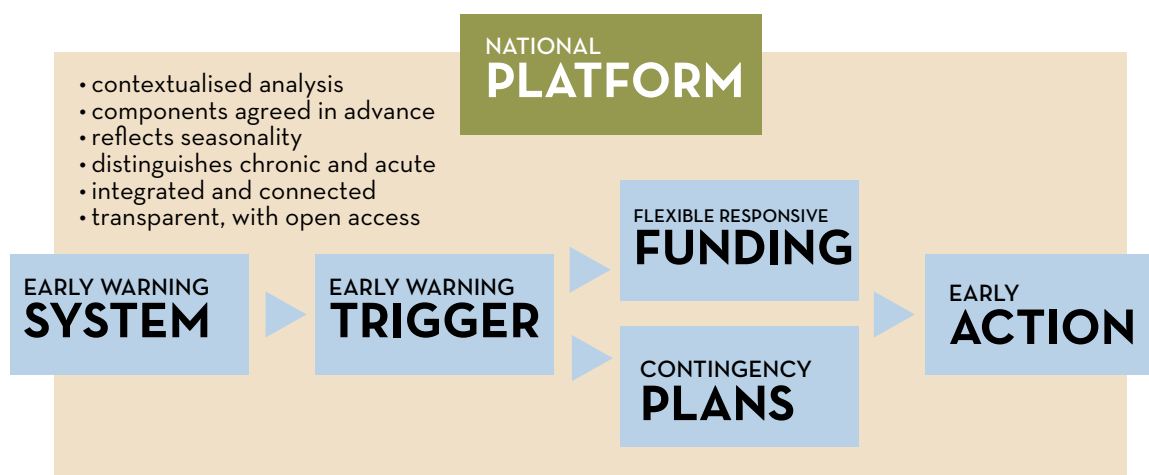 NATIONAL
PLATFORM
• contextualised analysis
• components agreed in advance
• reflects seasonality
• distinguishes chronic and acute
• integrated and connected
• transparent, with open access
EARLY WARNING
SYSTEM
EARLY WARNING
TRIGGER
FLEXIBLE RESPONSIVE
FUNDING
CONTINGENCY
PLANS
EARLY
ACTION